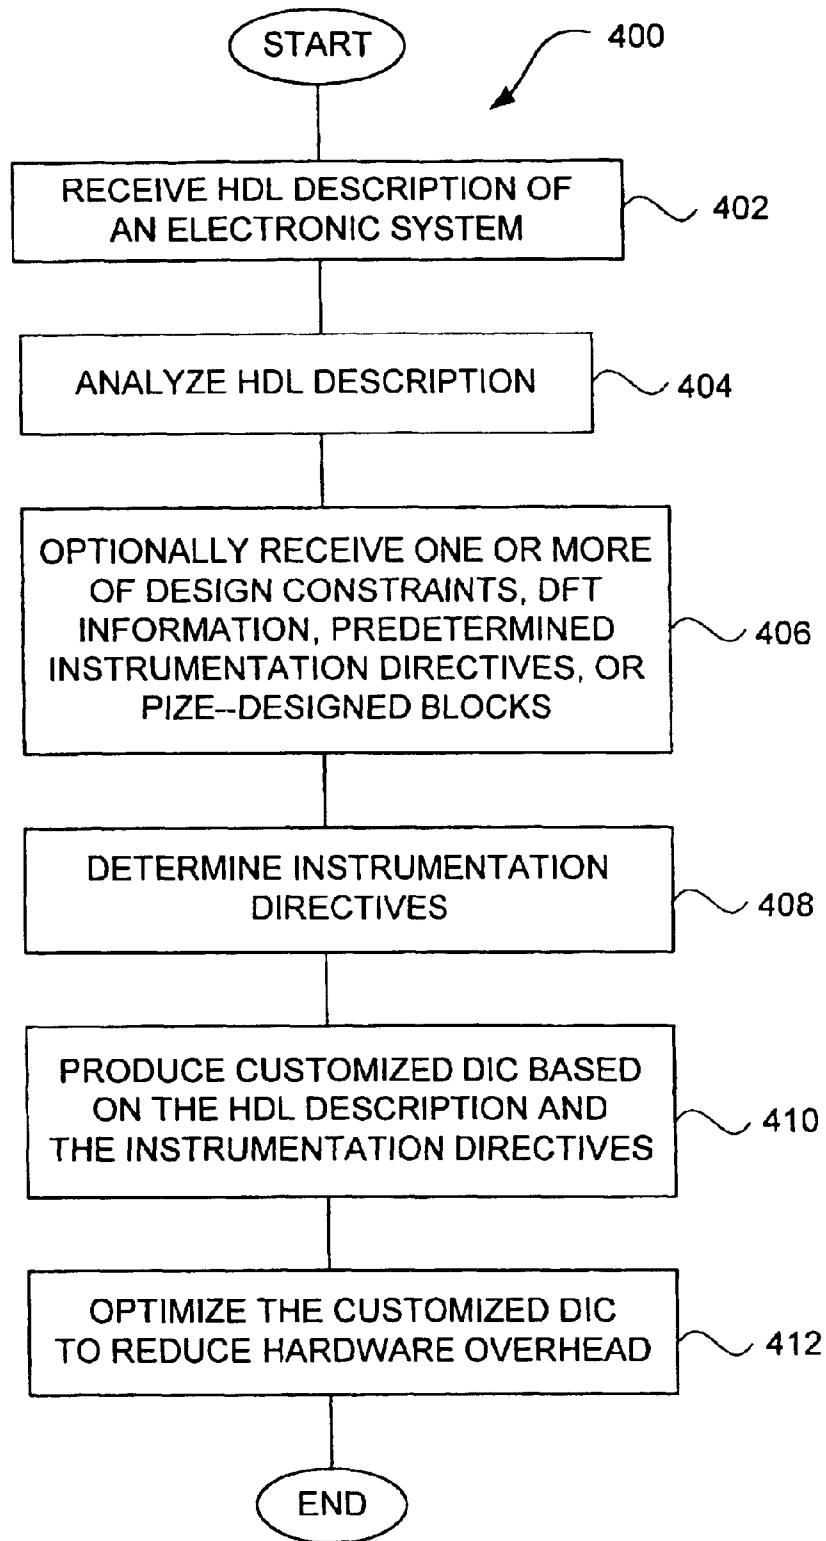 START
400
RECEIVE HDL DESCRIPTION OF
AN ELECTRONIC SYSTEM
402
ANALYZE HDL DESCRIPTION
404
OPTIONALLY RECEIVE ONE OR MORE
OF DESIGN CONSTRAINTS, DFT
INFORMATION, PREDETERMINED
INSTRUMENTATION DIRECTIVES, OR
PIZE--DESIGNED BLOCKS
406
DETERMINE INSTRUMENTATION
DIRECTIVES
408
PRODUCE CUSTOMIZED DIC BASED
ON THE HDL DESCRIPTION AND
THE INSTRUMENTATION DIRECTIVES
410
OPTIMIZE THE CUSTOMIZED DIC
TO REDUCE HARDWARE OVERHEAD
412
END